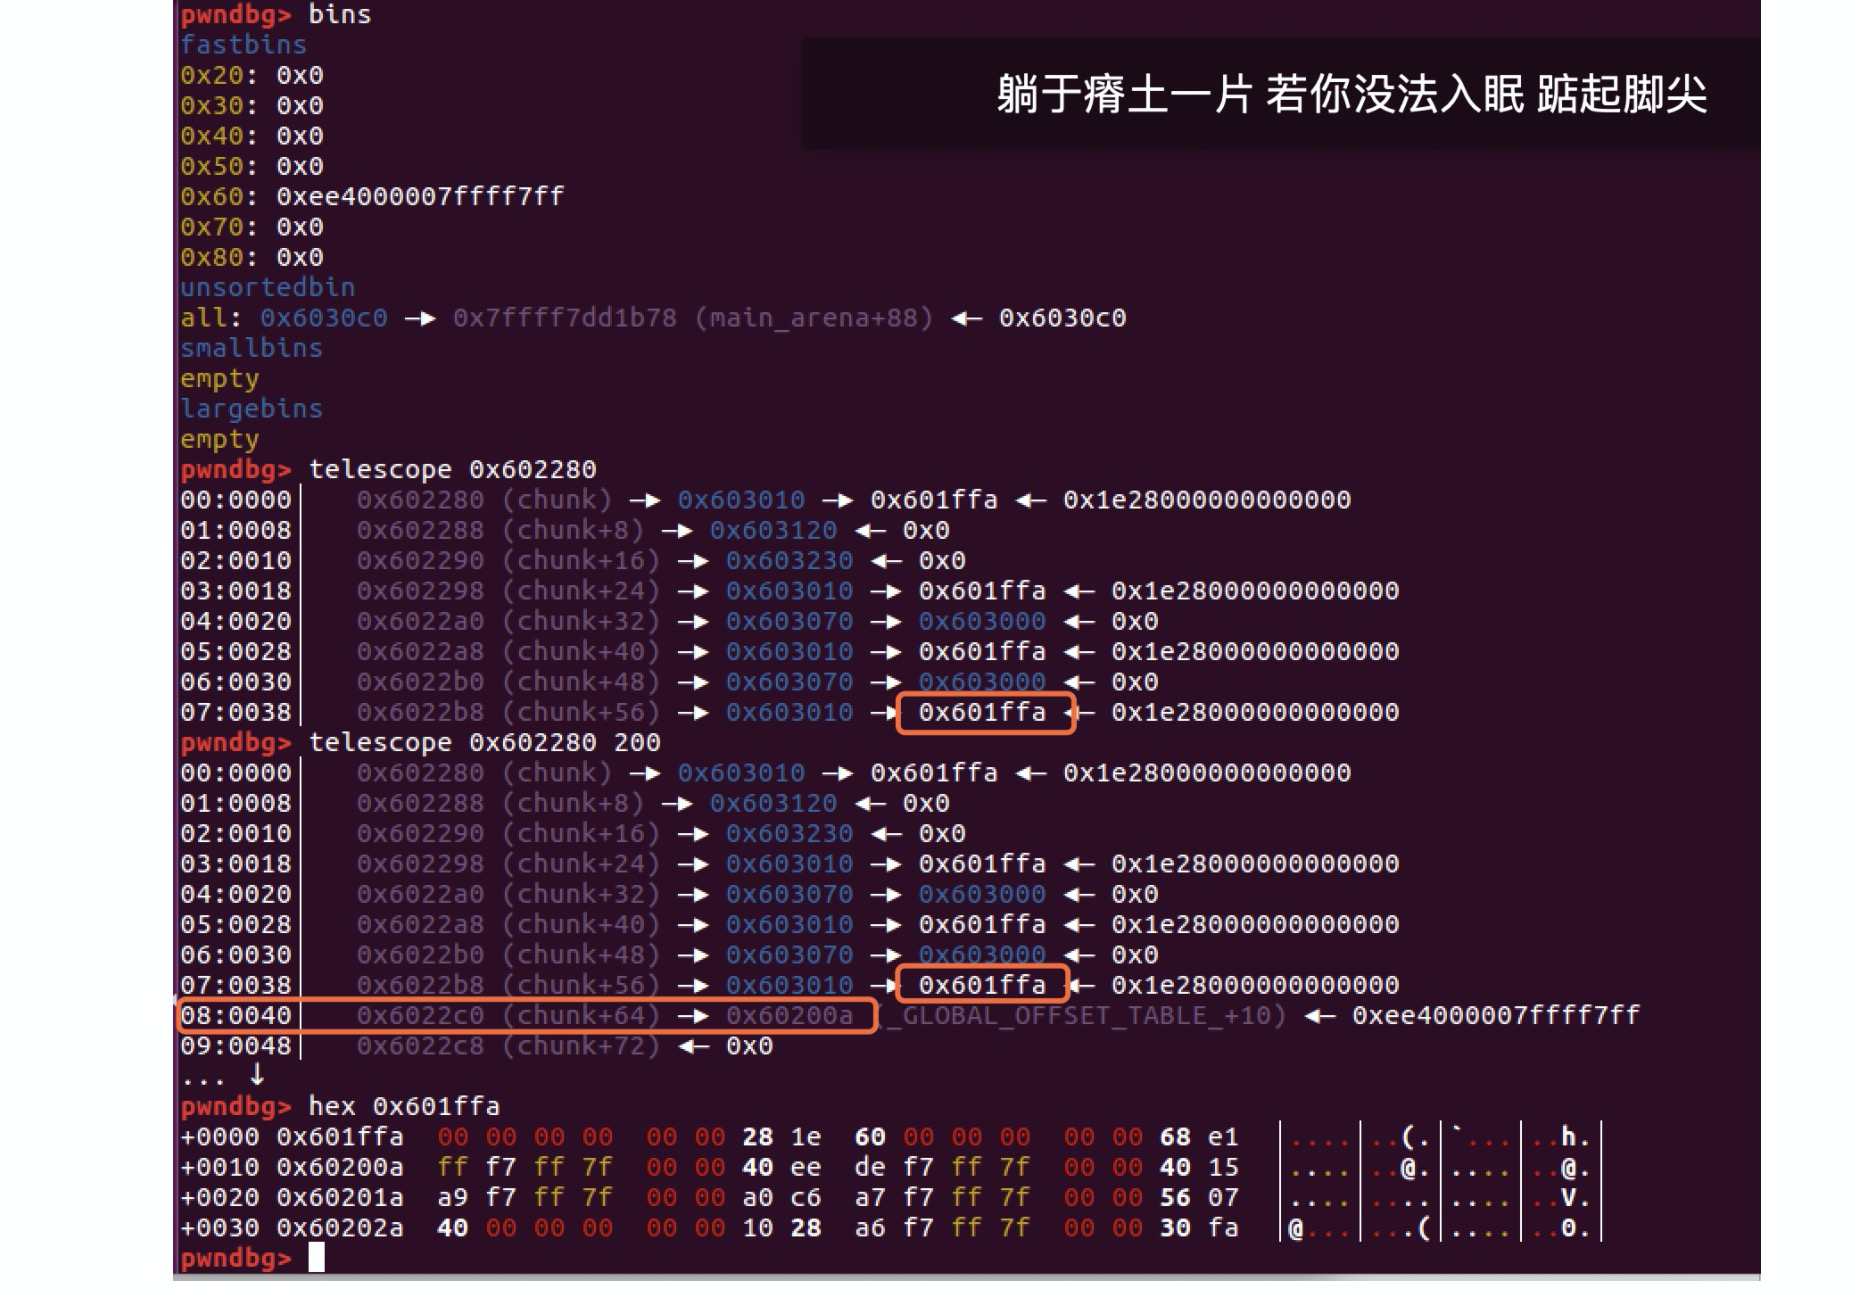 pwndbg> bins
fastbins
躺于瘠土一片 若你没法入眠 踮起脚尖
0x20: 0x0
0x30: 0x0
0x40: 0x0
0x50: 0x0
0x60: 0xee4000007ffff7ff
0x70: 0x0
0x80: 0x0
unsortedbin
all: 0x6030c0 —▸ 0x7ffff7dd1b78 (main_arena+88) ◂— 0x6030c0
smallbins
empty
largebins
empty
pwndbg> telescope 0x602280
00:0000│ 0x602280 (chunk) —▸ 0x603010 —▸ 0x601ffa ◂— 0x1e28000000000000
01:0008│ 0x602288 (chunk+8) —▸ 0x603120 ◂— 0x0
02:0010│ 0x602290 (chunk+16) —▸ 0x603230 ◂— 0x0
03:0018│ 0x602298 (chunk+24) —▸ 0x603010 —▸ 0x601ffa ◂— 0x1e28000000000000
04:0020│ 0x6022a0 (chunk+32) —▸ 0x603070 —▸ 0x603000 ◂— 0x0
05:0028│ 0x6022a8 (chunk+40) —▸ 0x603010 —▸ 0x601ffa ◂— 0x1e28000000000000
06:0030│ 0x6022b0 (chunk+48) —▸ 0x603070 —▸ 0x603000 ◂— 0x0
07:0038│ 0x6022b8 (chunk+56) —▸ 0x603010 —▸ 0x601ffa ◂— 0x1e28000000000000
pwndbg> telescope 0x602280 200
00:0000│ 0x602280 (chunk) —▸ 0x603010 —▸ 0x601ffa ◂— 0x1e28000000000000
01:0008│ 0x602288 (chunk+8) —▸ 0x603120 ◂— 0x0
02:0010│ 0x602290 (chunk+16) —▸ 0x603230 ◂— 0x0
03:0018│ 0x602298 (chunk+24) —▸ 0x603010 —▸ 0x601ffa ◂— 0x1e28000000000000
04:0020│ 0x6022a0 (chunk+32) —▸ 0x603070 —▸ 0x603000 ◂— 0x0
05:0028│ 0x6022a8 (chunk+40) —▸ 0x603010 —▸ 0x601ffa ◂— 0x1e28000000000000
06:0030│ 0x6022b0 (chunk+48) —▸ 0x603070 —▸ 0x603000 ◂— 0x0
07:0038│ 0x6022b8 (chunk+56) —▸ 0x603010 —▸ 0x601ffa ◂— 0x1e28000000000000
08:0040│ 0x6022c0 (chunk+64) —▸ 0x60200a (_GLOBAL_OFFSET_TABLE_+10) ◂— 0xee4000007ffff7ff
09:0048│ 0x6022c8 (chunk+72) ◂— 0x0
... ↓
pwndbg> hex 0x601ffa
+0000 0x601ffa 00 00 00 00 00 00 28 1e 60 00 00 00 00 00 68 e1 │....│..(.│`...│..h.│
+0010 0x60200a ff f7 ff 7f 00 00 40 ee de f7 ff 7f 00 00 40 15 │....│..@.│....│..@.│
+0020 0x60201a a9 f7 ff 7f 00 00 a0 c6 a7 f7 ff 7f 00 00 56 07 │....│....│....│..V.│
+0030 0x60202a 40 00 00 00 00 00 10 28 a6 f7 ff 7f 00 00 30 fa │@...│...(│....│..0.│
pwndbg>